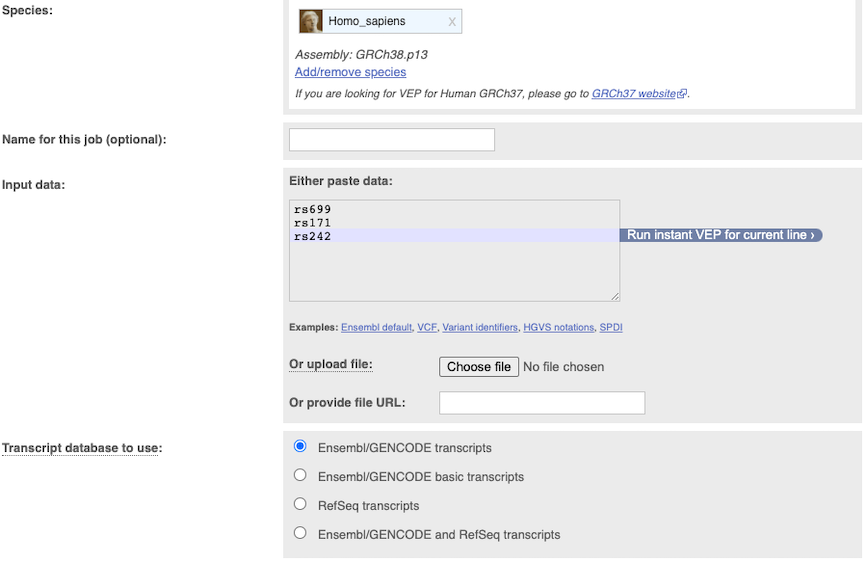 Species:
Homo_sapiens X
Assembly: GRCh38.p13
Add/remove species
If you are looking for VEP for Human GRCh37, please go to GRCh37 website.
Name for this job (optional):
Input data:
Either paste data:
rs699
rs171
rs242
Run instant VEP for current line ›
Examples: Ensembl default, VCF, Variant identifiers, HGVS notations, SPDI
Or upload file: Choose file No file chosen
Or provide file URL:
Transcript database to use:
Ensembl/GENCODE transcripts
Ensembl/GENCODE basic transcripts
RefSeq transcripts
Ensembl/GENCODE and RefSeq transcripts